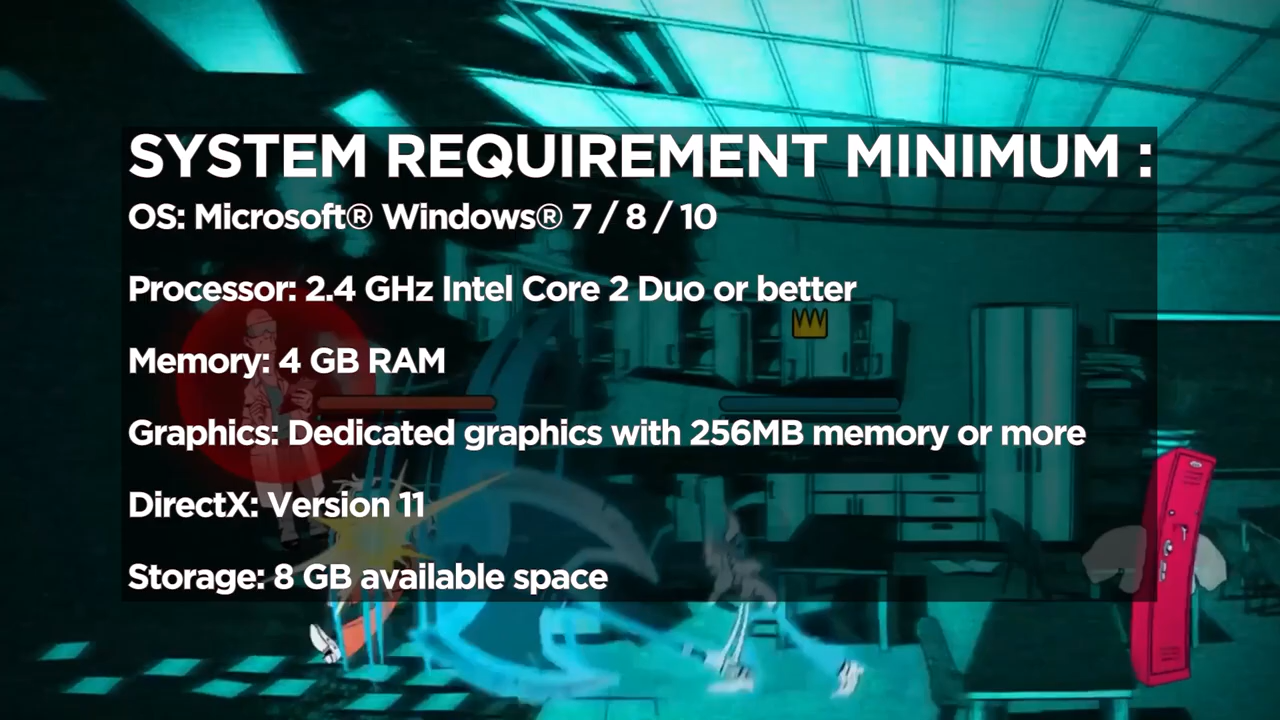 SYSTEM REQUIREMENT MINIMUM :
OS: Microsoft® Windows® 7 / 8 / 10
Processor: 2.4 GHz Intel Core 2 Duo or better
Memory: 4 GB RAM
Graphics: Dedicated graphics with 256MB memory or more
DirectX: Version 11
Storage: 8 GB available space